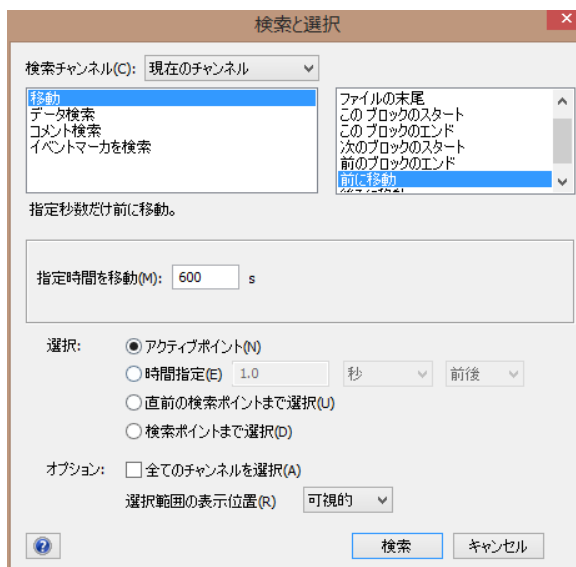 検索と選択
検索チャンネル(C): 現在のチャンネル
移動
データ検索
コメント検索
イベントマーカを検索
ファイルの末尾
この ブロックのスタート
この ブロックのエンド
次のブロックのスタート
前のブロックのエンド
前に移動
指定秒数だけ前に移動。
指定時間を移動(M): 600 s
選択: アクティブポイント(N)
時間指定(E) 1.0 秒 前後
直前の検索ポイントまで選択(U)
検索ポイントまで選択(D)
オプション: 全てのチャンネルを選択(A)
選択範囲の表示位置(R) 可視的
検索 キャンセル